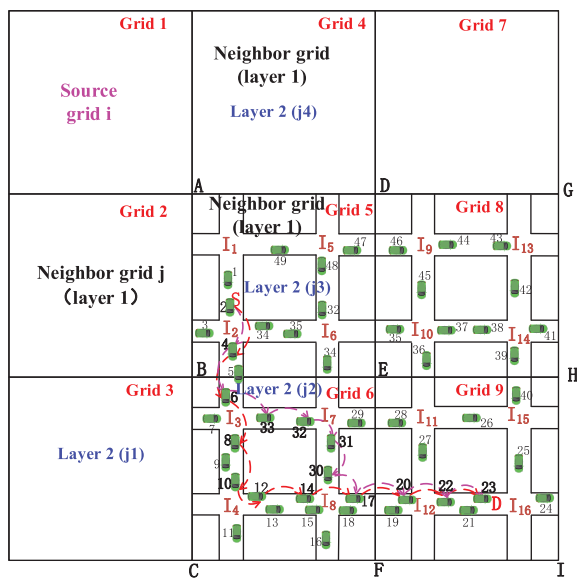 Grid 1
Grid 4
Grid 7
Neighbor grid
(layer 1)
Source
grid i
Layer 2 (j4)
A
D
G
Neighbor grid
(layer 1)
Grid 2
Grid 5
Grid 8
I1
I5
47
46
I9
44
43
I13
49
48
Neighbor grid j
(layer 1)
1
Layer 2 (j3)
45
42
2
S
32
3
I2
34
35
I6
35
I10
37
38
I14
41
4
34
36
39
B
5
E
H
Grid 3
6
Layer 2 (j2)
Grid 6
Grid 9
40
7
I3
33
32
I7
29
28
I11
26
I15
8
31
27
Layer 2 (j1)
9
30
25
10
12
14
17
20
22
23
I4
I8
I12
D
I16
24
13
15
18
19
21
11
16
C
F
I